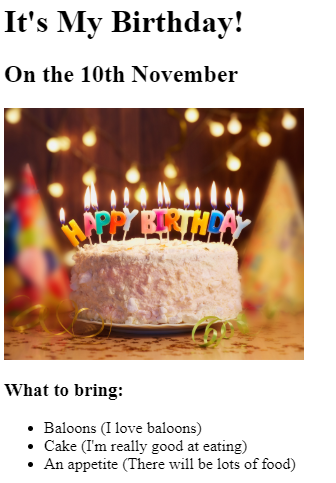 It's My Birthday!
On the 10th November
HAPPY BIRTHDAY
What to bring:
Baloons (I love baloons)
Cake (I'm really good at eating)
An appetite (There will be lots of food)